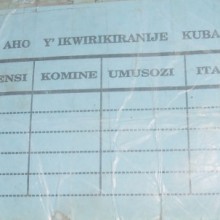 AHO Y' IKWIRIKIRANIJE KUBA
ENSI KOMINE UMUSOZI ITA